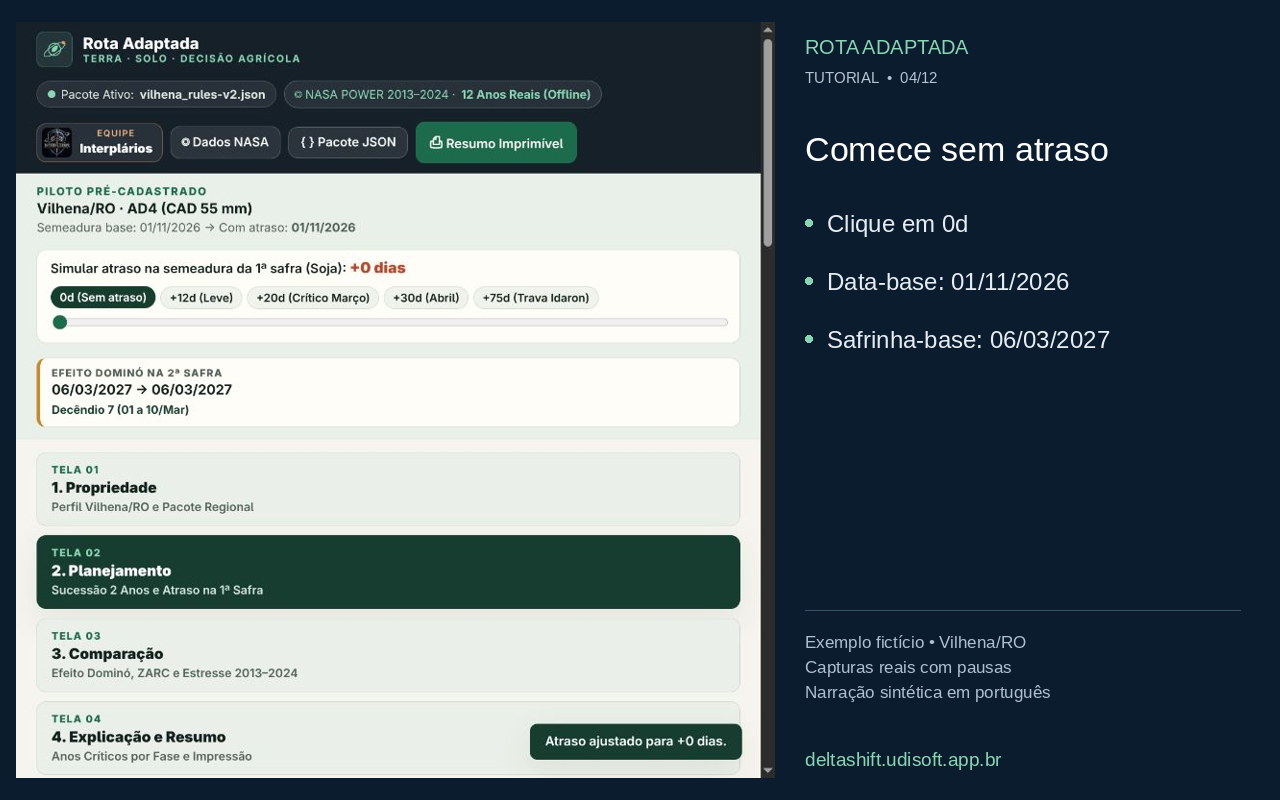 Rota Adaptada
TERRA · SOLO · DECISÃO AGRÍCOLA
Pacote Ativo: vilhena_rules-v2.json
NASA POWER 2013–2024 · 12 Anos Reais (Offline)
EQUIPE
Interplários
Dados NASA
{ } Pacote JSON
Resumo Imprimível
PILOTO PRÉ-CADASTRADO
Vilhena/RO · AD4 (CAD 55 mm)
Semeadura base: 01/11/2026 → Com atraso: 01/11/2026
Simular atraso na semeadura da 1ª safra (Soja): +0 dias
0d (Sem atraso)
+12d (Leve)
+20d (Crítico Março)
+30d (Abril)
+75d (Trava Idaron)
EFEITO DOMINÓ NA 2ª SAFRA
06/03/2027 → 06/03/2027
Decêndio 7 (01 a 10/Mar)
TELA 01
1. Propriedade
Perfil Vilhena/RO e Pacote Regional
TELA 02
2. Planejamento
Sucessão 2 Anos e Atraso na 1ª Safra
TELA 03
3. Comparação
Efeito Dominó, ZARC e Estresse 2013–2024
TELA 04
4. Explicação e Resumo
Anos Críticos por Fase e Impressão
Atraso ajustado para +0 dias.
ROTA ADAPTADA
TUTORIAL • 04/12
Comece sem atraso
• Clique em 0d
• Data-base: 01/11/2026
• Safrinha-base: 06/03/2027
Exemplo fictício • Vilhena/RO
Capturas reais com pausas
Narração sintética em português
deltashift.udisoft.app.br